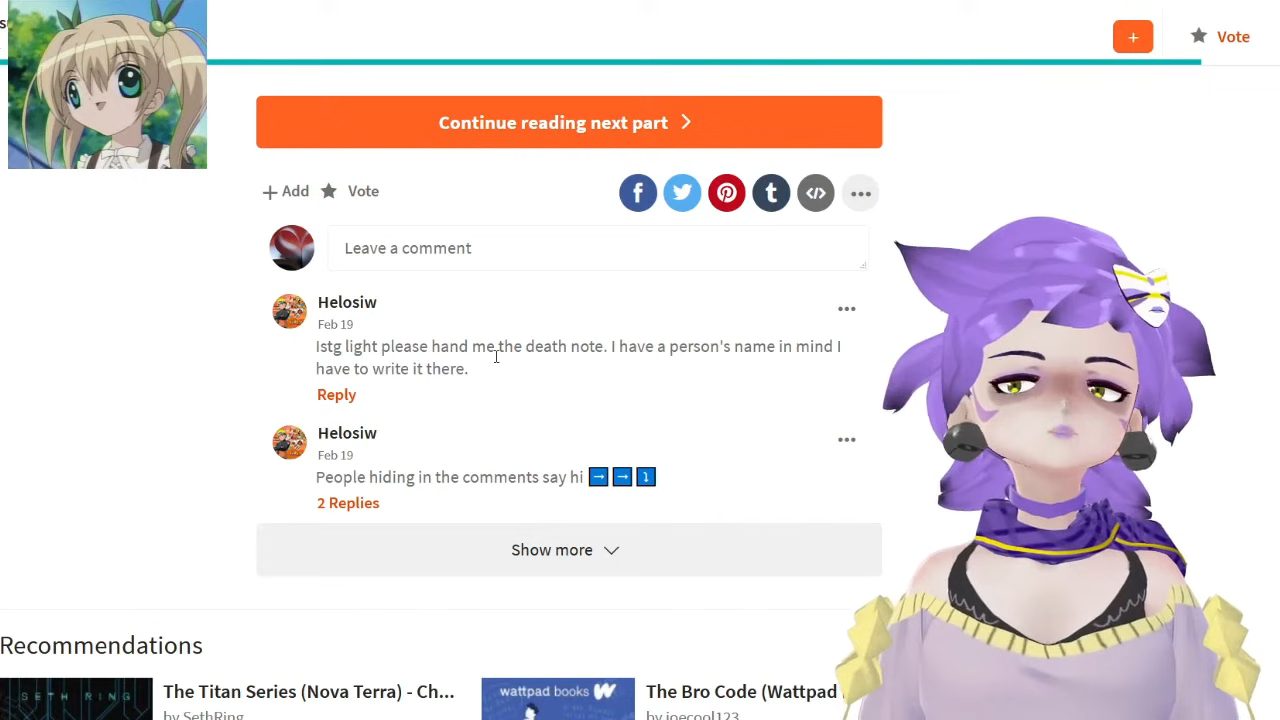 s
+
★ Vote
Continue reading next part
+ Add ★ Vote
Leave a comment
Helosiw
Feb 19
Istg light please hand me the death note. I have a person's name in mind I
have to write it there.
Reply
Helosiw
Feb 19
People hiding in the comments say hi ➡➡⤵
2 Replies
Show more
Recommendations
SETH RING
The Titan Series (Nova Terra) - Ch...
by SethRing
wattpad books W
The Bro Code (Wattpad
by joecool123